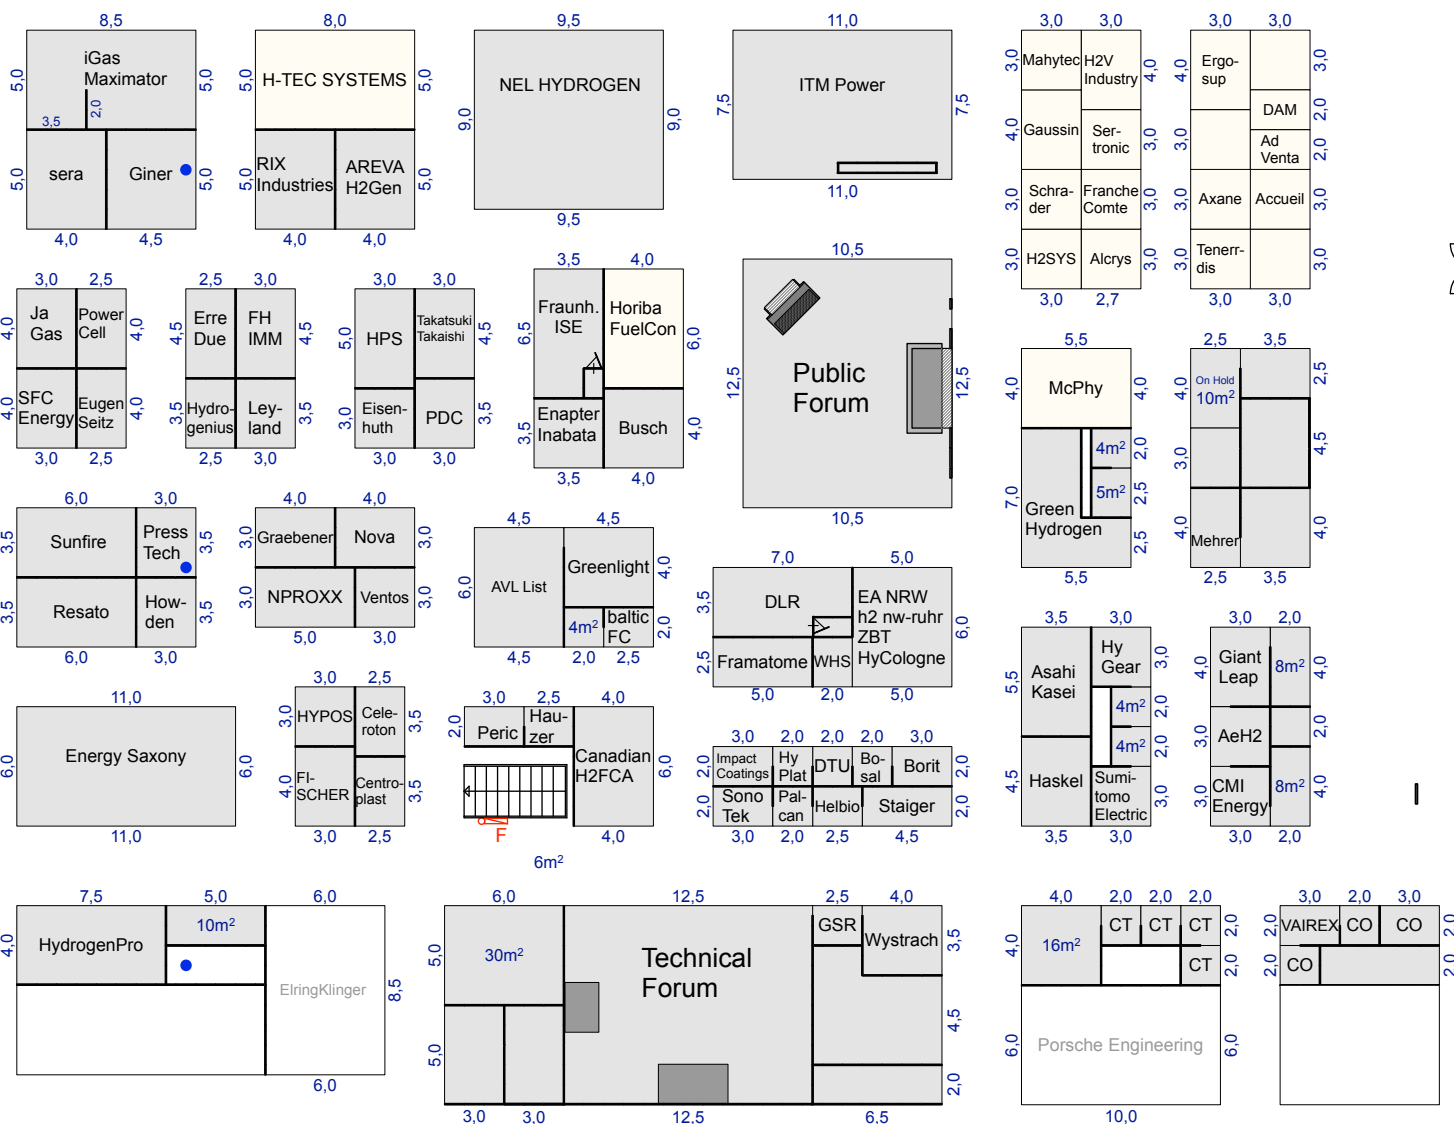 8,5
5,0
iGas
Maximator
5,0
3,5
2,0
5,0
sera
Giner
5,0
4,0
4,5
8,0
5,0
H-TEC SYSTEMS
5,0
5,0
RIX
Industries
AREVA
H2Gen
5,0
4,0
4,0
9,5
NEL HYDROGEN
9,0
9,0
9,5
11,0
ITM Power
7,5
7,5
11,0
3,0
3,0
3,0
Mahytec
H2V
Industry
4,0
4,0
Gaussin
Ser-
tronic
3,0
3,0
Schra-
der
Franche
Comte
3,0
3,0
H2SYS
Alcrys
3,0
3,0
2,7
3,0
3,0
4,0
Ergo-
sup
3,0
DAM
2,0
3,0
Ad
Venta
2,0
3,0
Axane
Accueil
3,0
3,0
Tenerr-
dis
3,0
3,0
3,0
3,0
2,5
4,0
Ja
Gas
Power
Cell
4,0
4,0
SFC
Energy
Eugen
Seitz
4,0
3,0
2,5
2,5
3,0
4,5
Erre
Due
FH
IMM
4,5
3,5
Hydro-
genius
Ley-
land
3,5
2,5
3,0
3,0
3,0
5,0
HPS
Takatsuki
Takaishi
4,5
3,0
Eisen-
huth
PDC
3,5
3,0
3,0
3,5
4,0
6,5
Fraunh.
ISE
Horiba
FuelCon
6,0
3,5
Enapter
Inabata
Busch
4,0
3,5
4,0
10,5
12,5
Public
Forum
12,5
10,5
5,5
4,0
McPhy
4,0
7,0
4m²
2,0
5m²
2,5
Green
Hydrogen
2,5
5,5
2,5
3,5
4,0
On Hold
10m²
2,5
3,0
4,5
4,0
Mehrer
4,0
2,5
3,5
6,0
3,0
3,5
Sunfire
Press
Tech
3,5
3,5
Resato
How-
den
3,5
6,0
3,0
4,0
4,0
3,0
Graebener
Nova
3,0
3,0
NPROXX
Ventos
3,0
5,0
3,0
4,5
4,5
6,0
AVL List
Greenlight
4,0
4m²
baltic
FC
2,0
4,5
2,0
2,5
7,0
5,0
3,5
DLR
EA NRW
h2 nw-ruhr
ZBT
HyCologne
6,0
2,5
Framatome
WHS
5,0
2,0
5,0
3,5
3,0
5,5
Asahi
Kasei
Hy
Gear
3,0
4m²
2,0
4m²
2,0
4,5
Haskel
Sumi-
tomo
Electric
3,0
3,5
3,0
3,0
2,0
4,0
Giant
Leap
8m²
4,0
3,0
AeH2
2,0
3,0
CMI
Energy
8m²
4,0
3,0
2,0
11,0
6,0
Energy Saxony
6,0
11,0
3,0
2,5
3,0
HYPOS
Cele-
roton
3,5
4,0
FI-
SCHER
Centro-
plast
3,5
3,0
2,5
3,0
2,5
4,0
2,0
Peric
Hau-
zer
Canadian
H2FCA
6,0
F
4,0
6m²
3,0
2,0
2,0
2,0
3,0
2,0
Impact
Coatings
Hy
Plat
DTU
Bo-
sal
Borit
2,0
2,0
Sono
Tek
Pal-
can
Helbio
Staiger
2,0
3,0
2,0
2,5
4,5
7,5
5,0
6,0
4,0
HydrogenPro
10m²
ElringKlinger
8,5
6,0
6,0
12,5
2,5
4,0
5,0
30m²
Technical
Forum
GSR
Wystrach
3,5
4,5
5,0
2,0
3,0
3,0
12,5
6,5
4,0
2,0
2,0
2,0
4,0
16m²
CT
CT
CT
2,0
CT
2,0
6,0
Porsche Engineering
6,0
10,0
3,0
2,0
3,0
2,0
VAIREX
CO
CO
2,0
2,0
CO
2,0